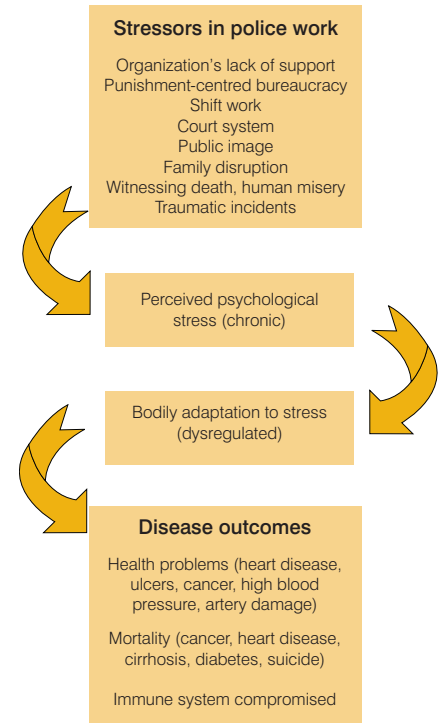 Stressors in police work
Organization's lack of support
Punishment-centred bureaucracy
Shift work
Court system
Public image
Family disruption
Witnessing death, human misery
Traumatic incidents
Perceived psychological
stress (chronic)
Bodily adaptation to stress
(dysregulated)
Disease outcomes
Health problems (heart disease,
ulcers, cancer, high blood
pressure, artery damage)
Mortality (cancer, heart disease,
cirrhosis, diabetes, suicide)
Immune system compromised